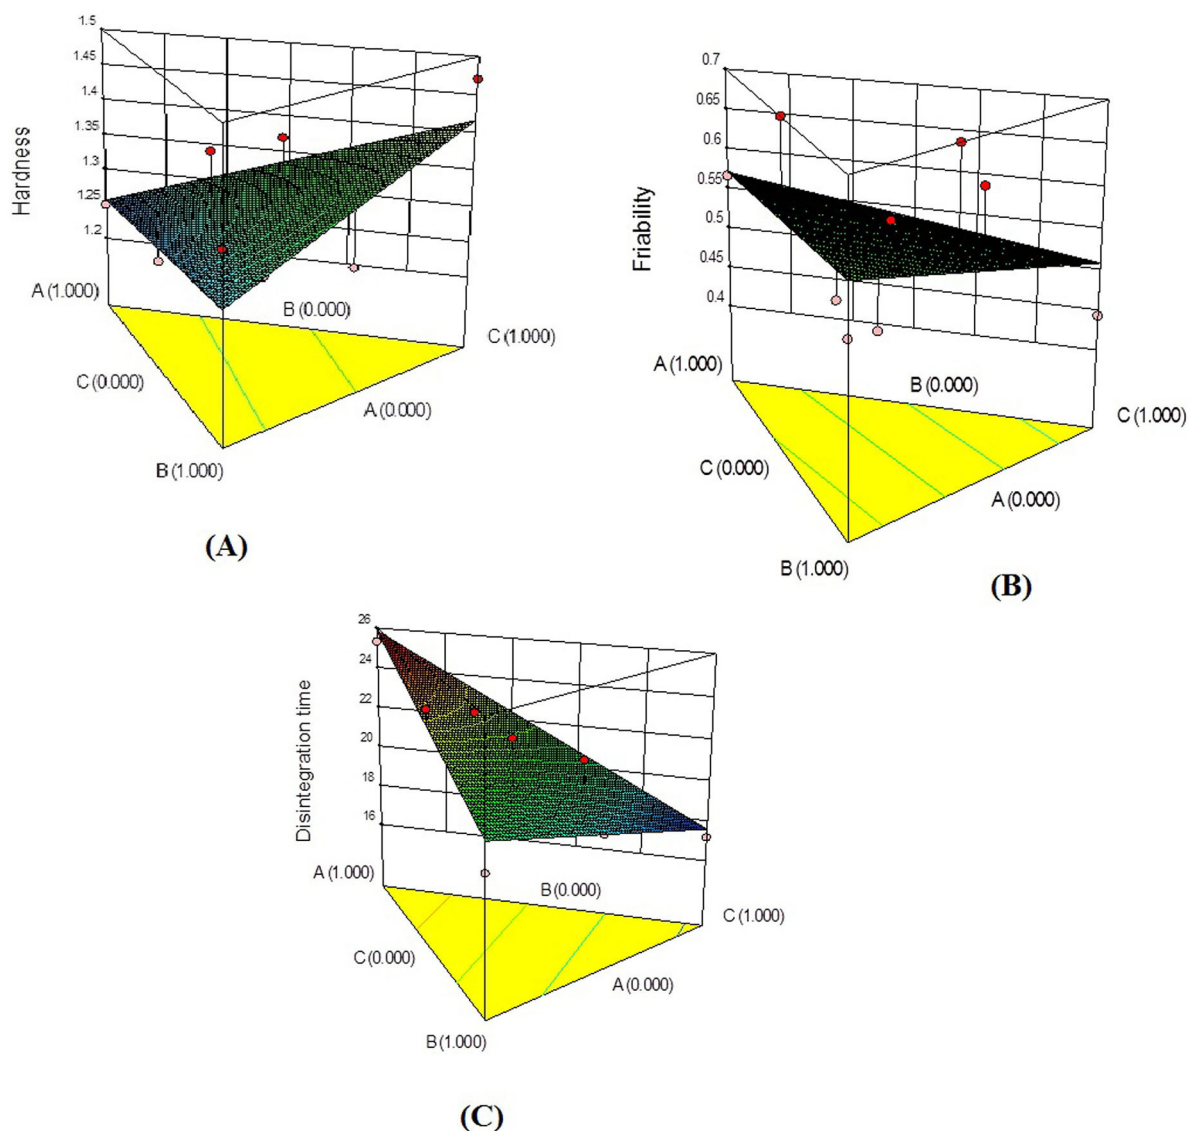 1.5
1.45
1.4
1.35
1.3
1.25
1.2
Hardness
A (1.000)
B (0.000)
C (1.000)
C (0.000)
A (0.000)
B (1.000)
(A)
0.7
0.65
0.6
0.55
0.5
0.45
0.4
Friability
A (1.000)
B (0.000)
C (1.000)
C (0.000)
A (0.000)
B (1.000)
(B)
26
24
22
20
18
16
Disintegration time
A (1.000)
B (0.000)
C (1.000)
C (0.000)
A (0.000)
B (1.000)
(C)